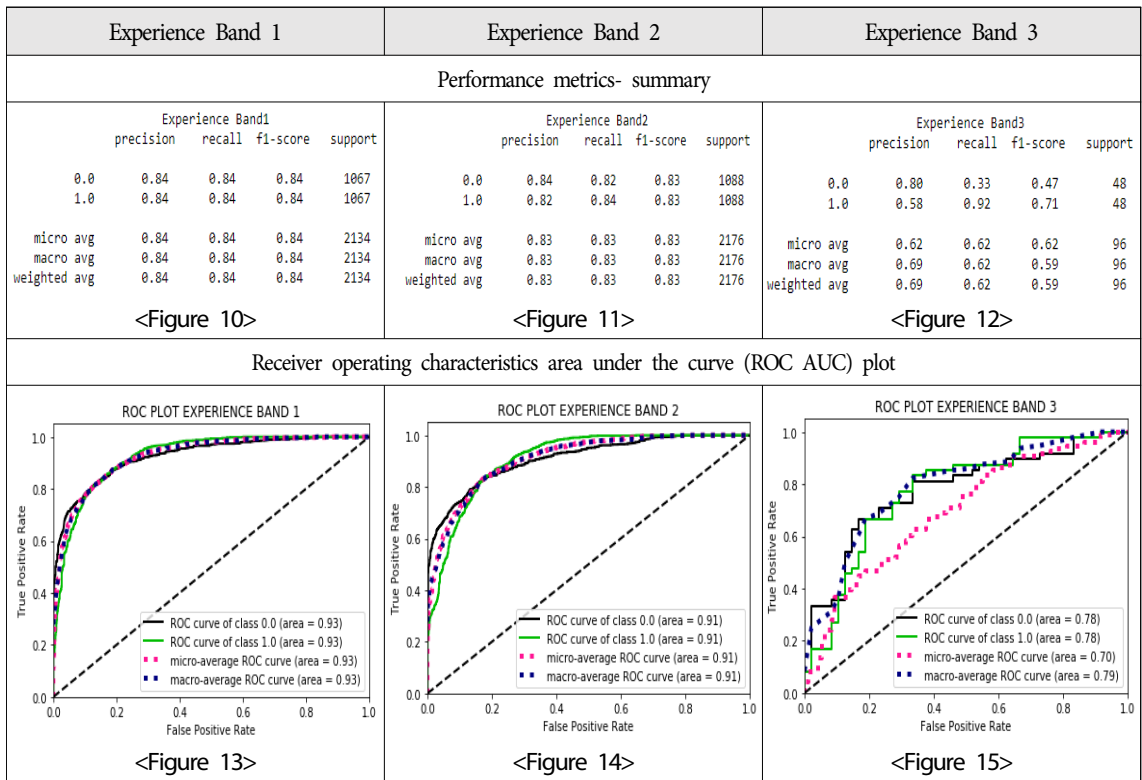 Experience Band 1
Experience Band 2
Experience Band 3
Performance metrics- summary
Experience Band1
precision recall f1-score support
0.0 0.84 0.84 0.84 1067
1.0 0.84 0.84 0.84 1067
micro avg 0.84 0.84 0.84 2134
macro avg 0.84 0.84 0.84 2134
weighted avg 0.84 0.84 0.84 2134
<Figure 10>
Experience Band2
precision recall f1-score support
0.0 0.84 0.82 0.83 1088
1.0 0.82 0.84 0.83 1088
micro avg 0.83 0.83 0.83 2176
macro avg 0.83 0.83 0.83 2176
weighted avg 0.83 0.83 0.83 2176
<Figure 11>
Experience Band3
precision recall f1-score support
0.0 0.80 0.33 0.47 48
1.0 0.58 0.92 0.71 48
micro avg 0.62 0.62 0.62 96
macro avg 0.69 0.62 0.59 96
weighted avg 0.69 0.62 0.59 96
<Figure 12>
Receiver operating characteristics area under the curve (ROC AUC) plot
ROC PLOT EXPERIENCE BAND 1
True Positive Rate
1.0
0.8
0.6
0.4
0.2
0.0
ROC curve of class 0.0 (area = 0.93)
ROC curve of class 1.0 (area = 0.93)
micro-average ROC curve (area = 0.93)
macro-average ROC curve (area = 0.93)
0.0 0.2 0.4 0.6 0.8 1.0
False Positive Rate
<Figure 13>
ROC PLOT EXPERIENCE BAND 2
True Positive Rate
1.0
0.8
0.6
0.4
0.2
0.0
ROC curve of class 0.0 (area = 0.91)
ROC curve of class 1.0 (area = 0.91)
micro-average ROC curve (area = 0.91)
macro-average ROC curve (area = 0.91)
0.0 0.2 0.4 0.6 0.8 1.0
False Positive Rate
<Figure 14>
ROC PLOT EXPERIENCE BAND 3
True Positive Rate
1.0
0.8
0.6
0.4
0.2
0.0
ROC curve of class 0.0 (area = 0.78)
ROC curve of class 1.0 (area = 0.78)
micro-average ROC curve (area = 0.70)
macro-average ROC curve (area = 0.79)
0.0 0.2 0.4 0.6 0.8 1.0
False Positive Rate
<Figure 15>